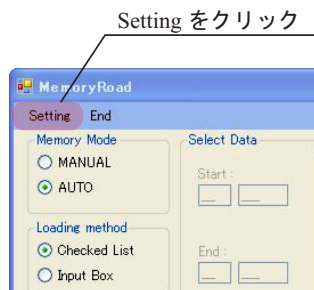 Setting をクリック
MemoryRoad
Setting End
Memory Mode
MANUAL
AUTO
Select Data
Start :
End :
Loading method
Checked List
Input Box